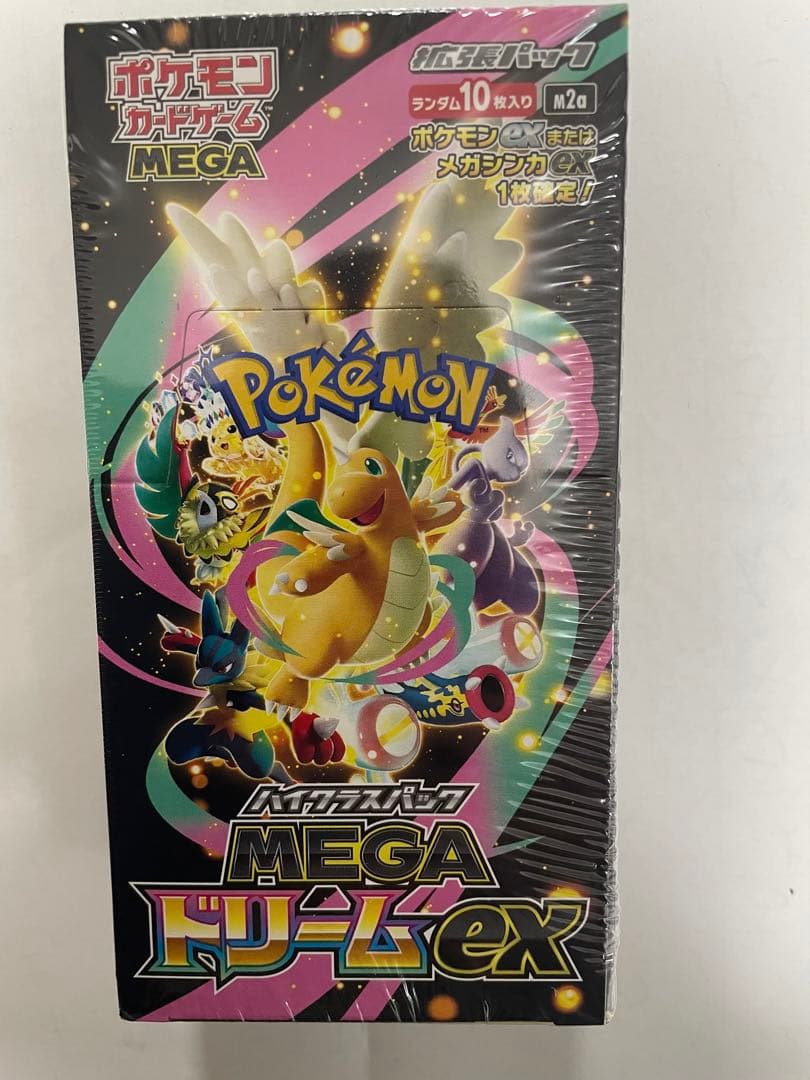 ポケモン
カードゲーム™
MEGA
拡張パック
ランダム10枚入り M2a
ポケモンexまたは
メガシンカex
1枚確定!
POKÉMON™
ハイクラスパック
MEGA
ドリームex